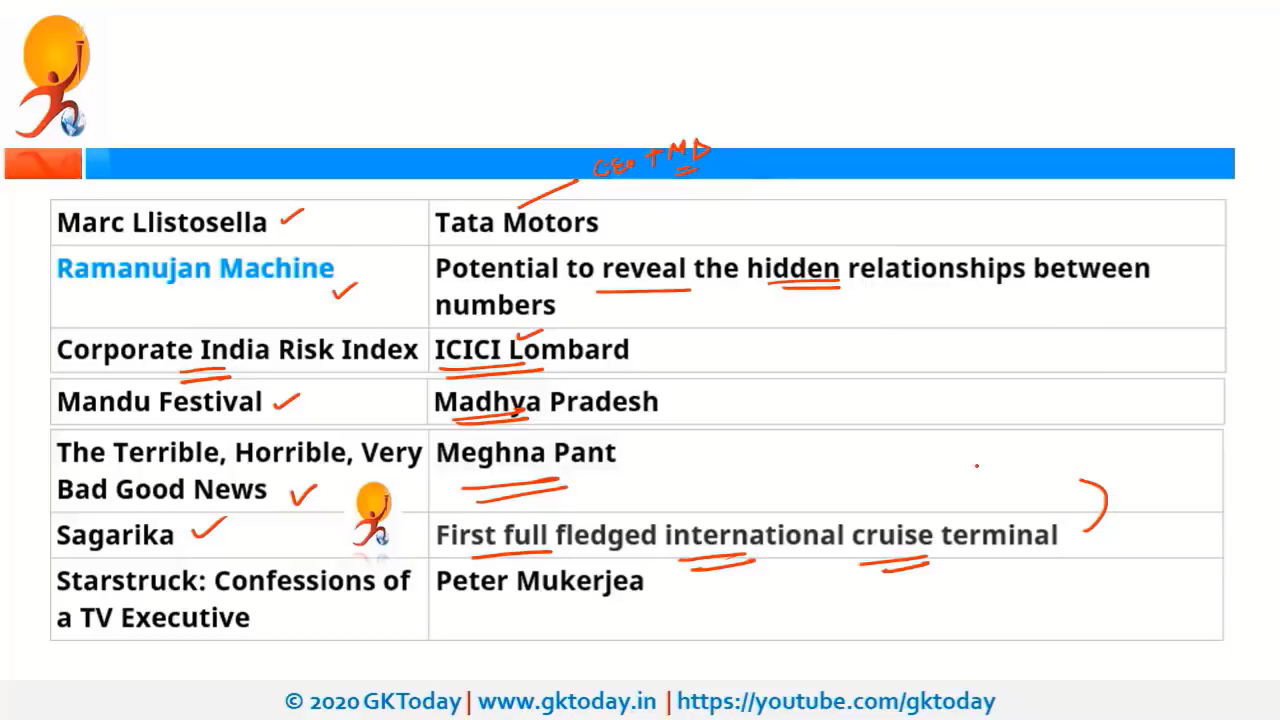 CEO TMD
Marc Llistosella Tata Motors
Ramanujan Machine Potential to reveal the hidden relationships between
numbers
Corporate India Risk Index ICICI Lombard
Mandu Festival Madhya Pradesh
The Terrible, Horrible, Very Meghna Pant
Bad Good News
Sagarika First full fledged international cruise terminal
Starstruck: Confessions of Peter Mukerjea
a TV Executive
© 2020 GKToday | www.gktoday.in | https://youtube.com/gktoday